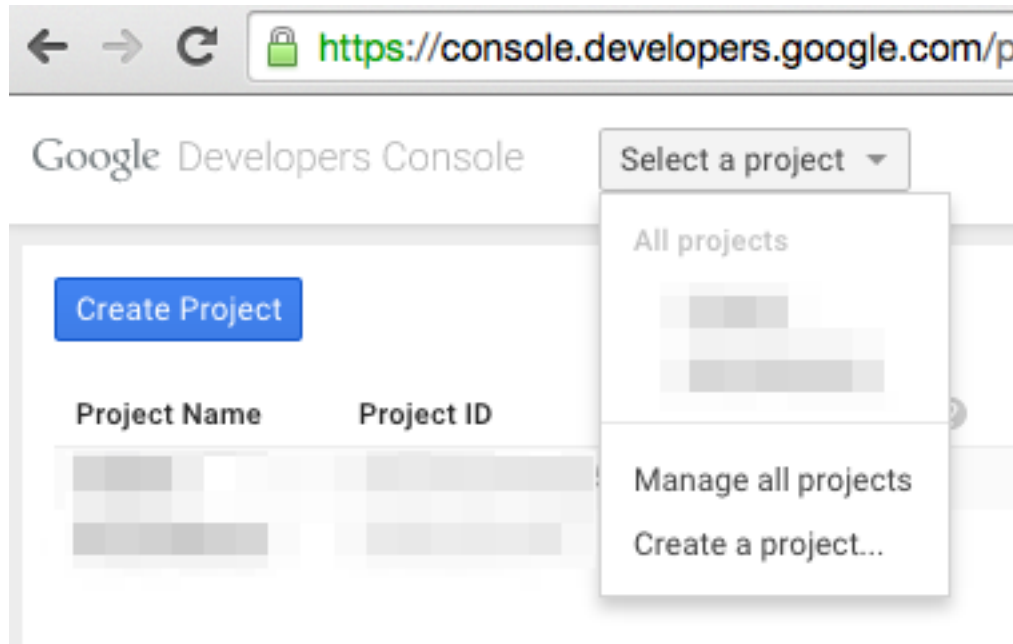 https://console.developers.google.com/p
Google Developers Console
Select a project
All projects
Create Project
Project Name Project ID
Manage all projects
Create a project...